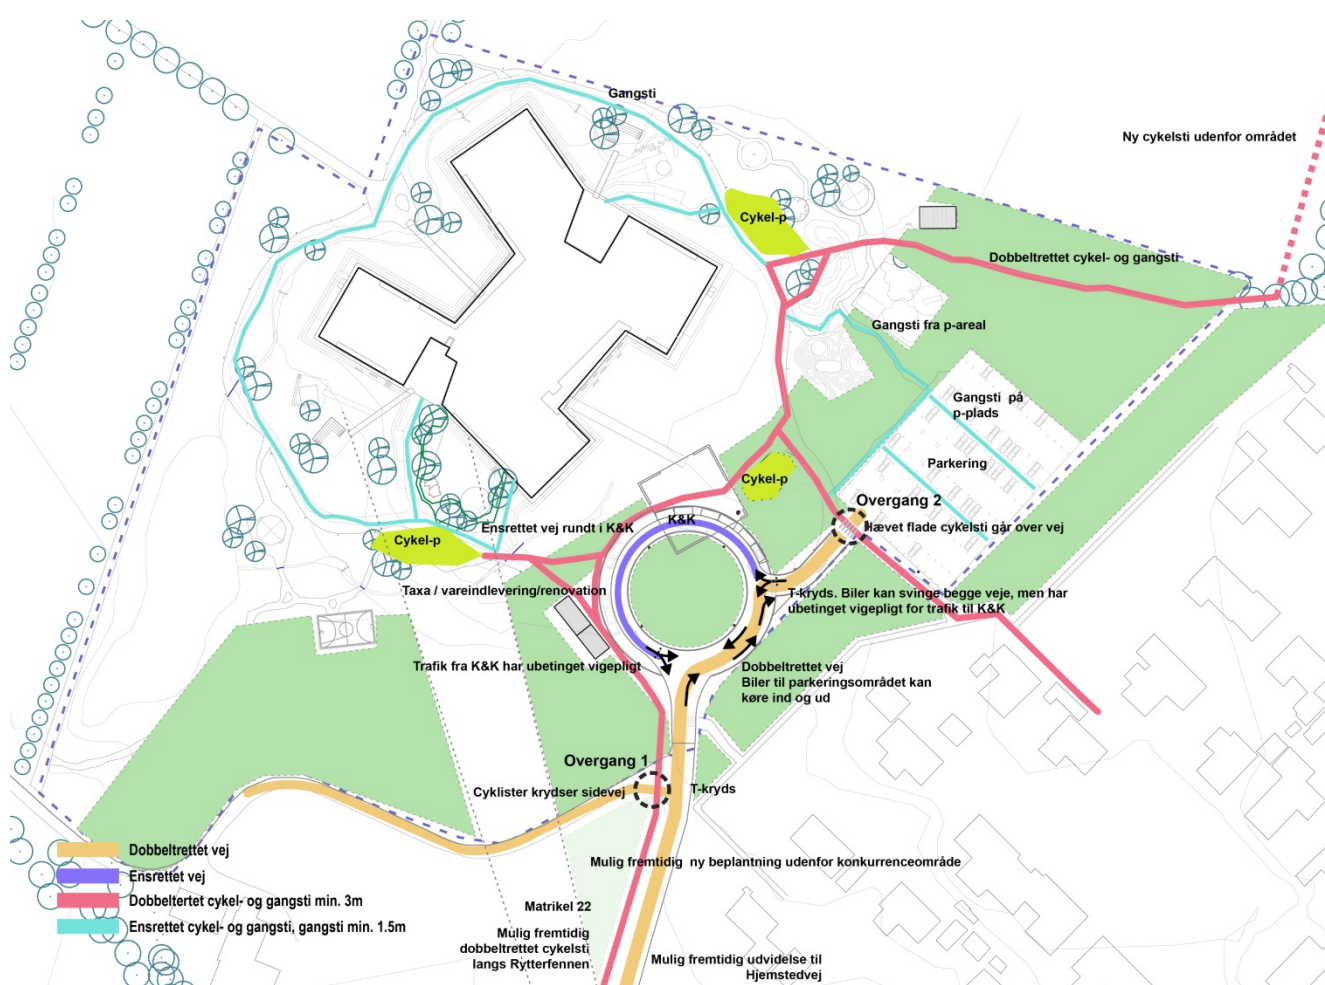 Gangsti
Ny cykelsti udenfor området
Cykel-p
Dobbeltrettet cykel- og gangsti
Gangsti fra p-areal
Gangsti på
p-plads
Parkering
Cykel-p
Overgang 2
K&K
Ensrettet vej rundt i K&K
Hævet flade cykelsti går over vej
Cykel-p
Taxa / vareindlevering/renovation
T-kryds. Biler kan svinge begge veje, men har
ubetinget vigepligt for trafik til K&K
Trafik fra K&K har ubetinget vigepligt
Dobbeltrettet vej
Biler til parkeringsområdet kan
køre ind og ud
Overgang 1
Cyklister krydser sidevej
T-kryds
Dobbeltrettet vej
Mulig fremtidig ny beplantning udenfor konkurrenceområde
Ensrettet vej
Dobbeltertet cykel- og gangsti min. 3m
Matrikel 22
Ensrettet cykel- og gangsti, gangsti min. 1.5m
Mulig fremtidig
dobbeltrettet cykelsti
langs Rytterfennen
Mulig fremtidig udvidelse til
Hjemstedvej